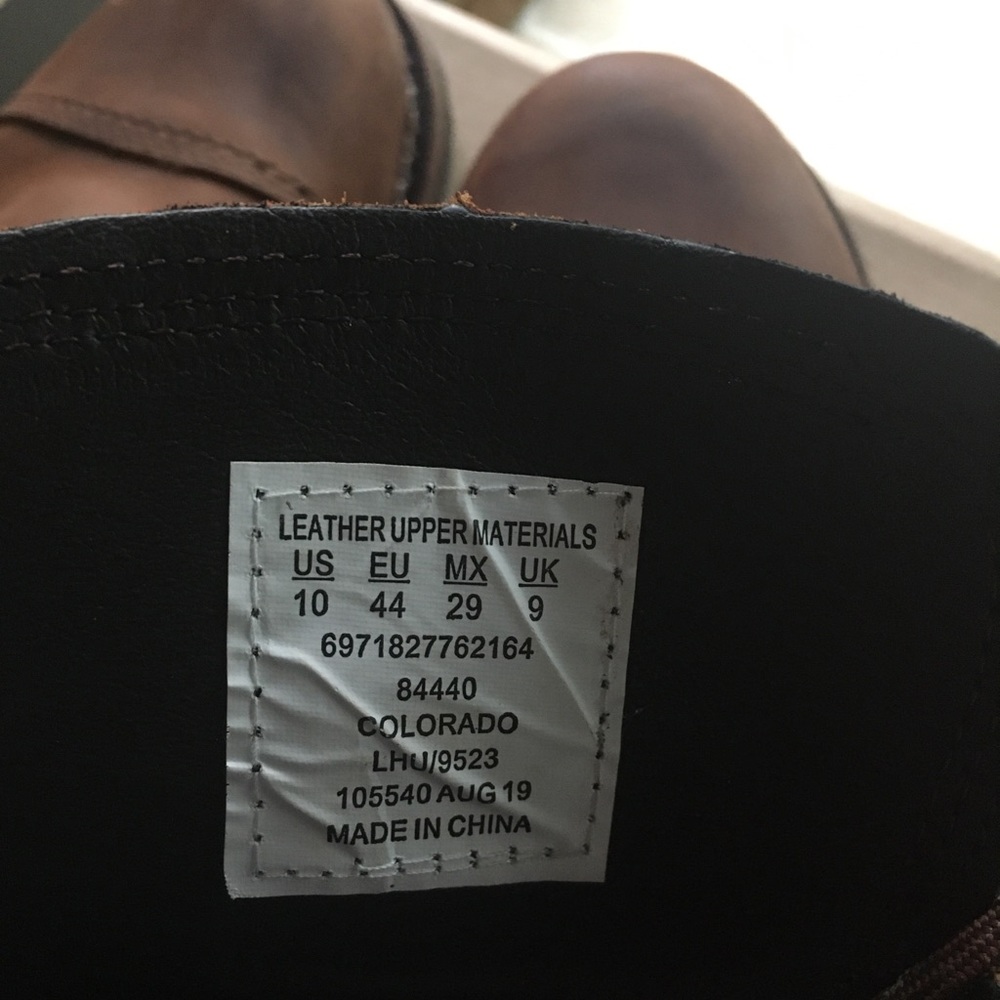 LEATHER UPPER MATERIALS
US EU MX UK
10 44 29 9
6971827762164
84440
COLORADO
LHU/9523
105540 AUG 19
MADE IN CHINA